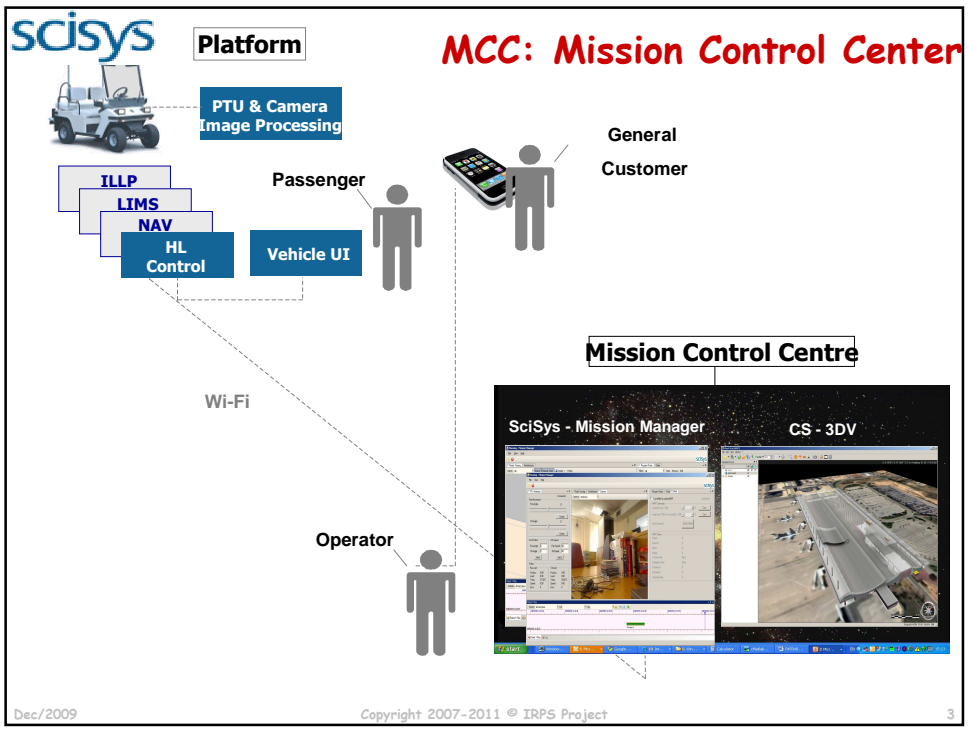 scisys
Platform
MCC: Mission Control Center
PTU & Camera
Image Processing
General
Customer
Passenger
ILLP
LIMS
NAV
HL
Control
Vehicle UI
Mission Control Centre
Wi-Fi
SciSys - Mission Manager
CS - 3DV
Operator
start
Dec/2009
Copyright 2007-2011 © IRPS Project
3